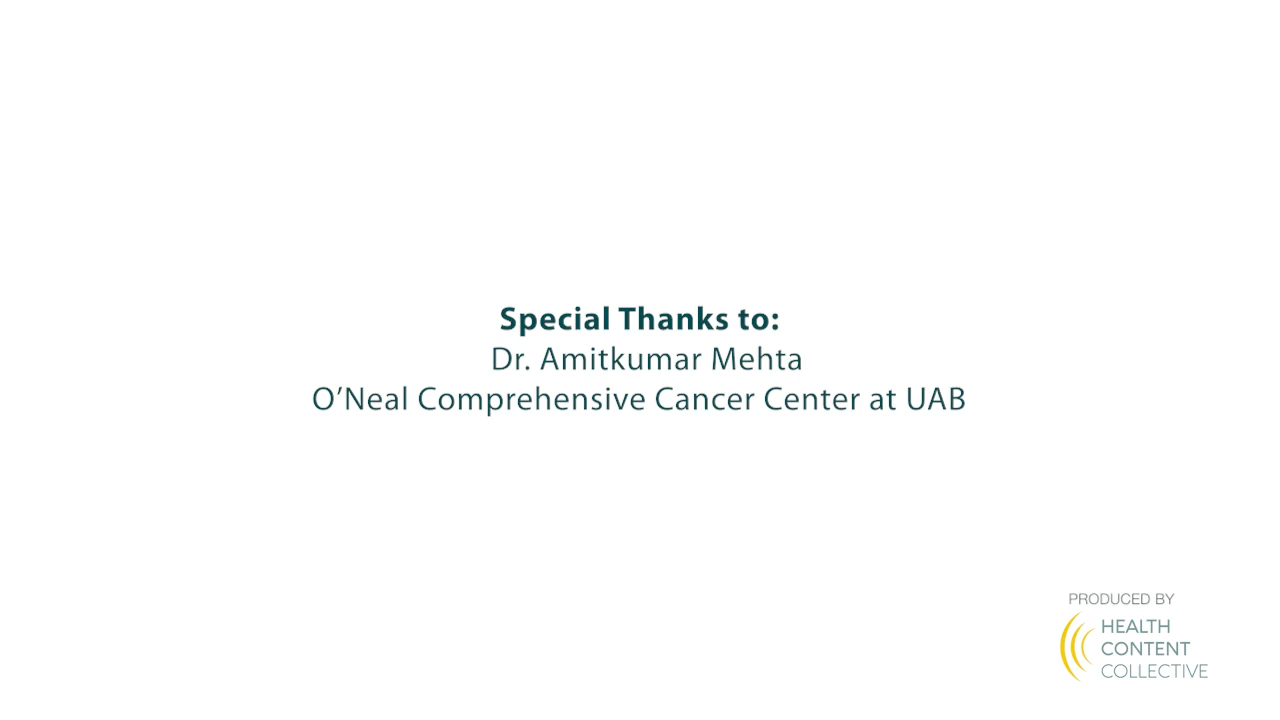 Special Thanks to:
Dr. Amitkumar Mehta
O’Neal Comprehensive Cancer Center at UAB
PRODUCED BY
HEALTH
CONTENT
COLLECTIVE